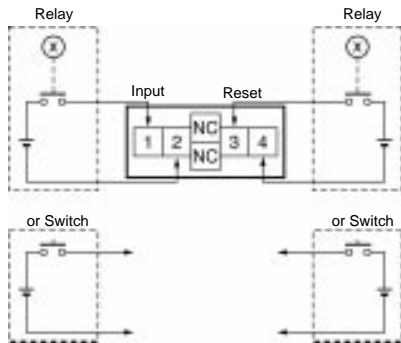 Relay Relay
X X
Input Reset
NC
1 2 3 4
NC
or Switch or Switch